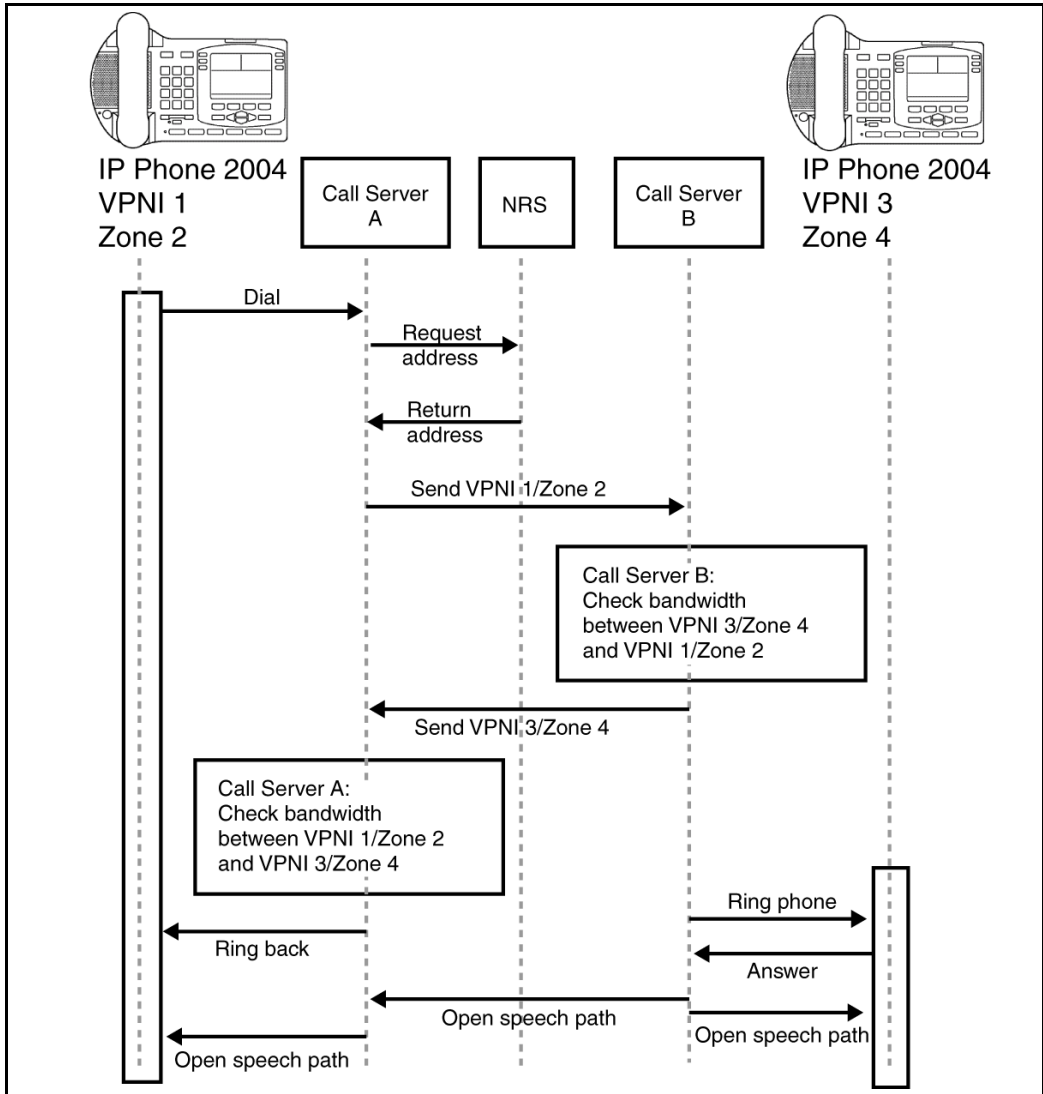 IP Phone 2004
VPNI 1
Zone 2
Call Server
A
NRS
Call Server
B
IP Phone 2004
VPNI 3
Zone 4
Dial
Request
address
Return
address
Send VPNI 1/Zone 2
Call Server B:
Check bandwidth
between VPNI 3/Zone 4
and VPNI 1/Zone 2
Send VPNI 3/Zone 4
Call Server A:
Check bandwidth
between VPNI 1/Zone 2
and VPNI 3/Zone 4
Ring phone
Ring back
Answer
Open speech path
Open speech path
Open speech path